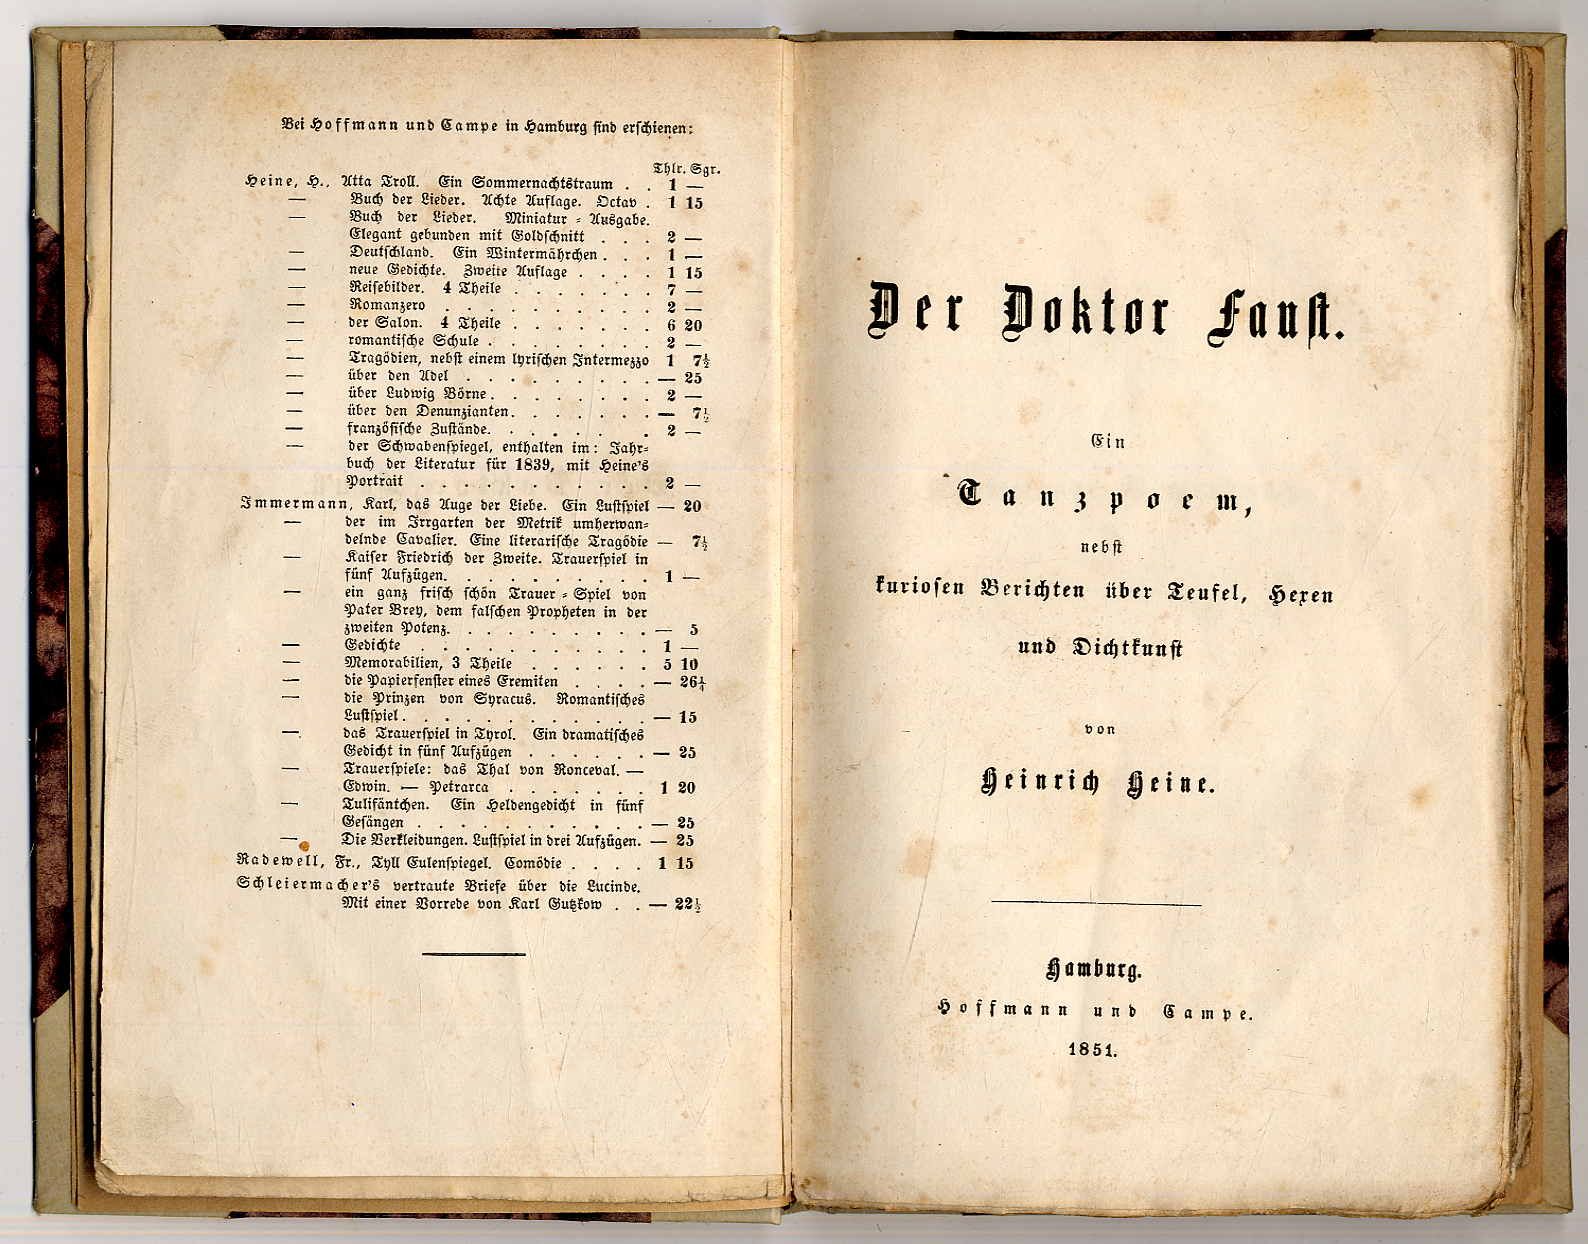 Bei Hoffmann und Campe in Hamburg sind erschienen:
Thlr. Sgr.
Heine, H., Atta Troll. Ein Sommernachtstraum . . 1 —
— Buch der Lieder. Achte Auflage. Octav . 1 15
— Buch der Lieder. Miniatur = Ausgabe.
Elegant gebunden mit Goldschnitt . . . 2 —
— Deutschland. Ein Wintermährchen . . . 1 —
— neue Gedichte. Zweite Auflage . . . . 1 15
— Reisebilder. 4 Theile . . . . . . . 7 —
— Romanzero . . . . . . . . . . 2 —
— der Salon. 4 Theile . . . . . . . 6 20
— romantische Schule . . . . . . . . 2 —
— Tragödien, nebst einem lyrischen Intermezzo 1 7½
— über den Adel . . . . . . . . . — 25
— über Ludwig Börne . . . . . . . . 2 —
— über den Denunzianten . . . . . . . — 7½
— französische Zustände. . . . . . . 2 —
— der Schwabenspiegel, enthalten im: Jahr=
buch der Literatur für 1839, mit Heine's
Portrait . . . . . . . . . . . 2 —
Immermann, Karl, das Auge der Liebe. Ein Lustspiel — 20
— der im Irrgarten der Metrik umherwan=
delnde Cavalier. Eine literarische Tragödie — 7½
— Kaiser Friedrich der Zweite. Trauerspiel in
fünf Aufzügen. . . . . . . . . . 1 —
— ein ganz frisch schön Trauer = Spiel von
Pater Brey, dem falschen Propheten in der
zweiten Potenz. . . . . . . . . . — 5
— Gedichte . . . . . . . . . . . 1 —
— Memorabilien, 3 Theile . . . . . . 5 10
— die Papierfenster eines Eremiten . . . . — 26¼
— die Prinzen von Syracus. Romantisches
Lustspiel . . . . . . . . . . . — 15
— das Trauerspiel in Tyrol. Ein dramatisches
Gedicht in fünf Aufzügen . . . . . . — 25
— Trauerspiele: das Thal von Ronceval. —
Edwin. — Petrarca . . . . . . . 1 20
— Tulifäntchen. Ein Heldengedicht in fünf
Gesängen . . . . . . . . . . . — 25
— Die Verkleidungen. Lustspiel in drei Aufzügen. — 25
Radewell, Fr., Tyll Eulenspiegel. Comödie . . . . 1 15
Schleiermacher's vertraute Briefe über die Lucinde.
Mit einer Vorrede von Karl Gutzkow . . — 22½
Der Doktor Faust.
Ein
Tanzpoem,
nebst
kuriosen Berichten über Teufel, Hexen
und Dichtkunst
von
Heinrich Heine.
Hamburg.
Hoffmann und Campe.
1851.